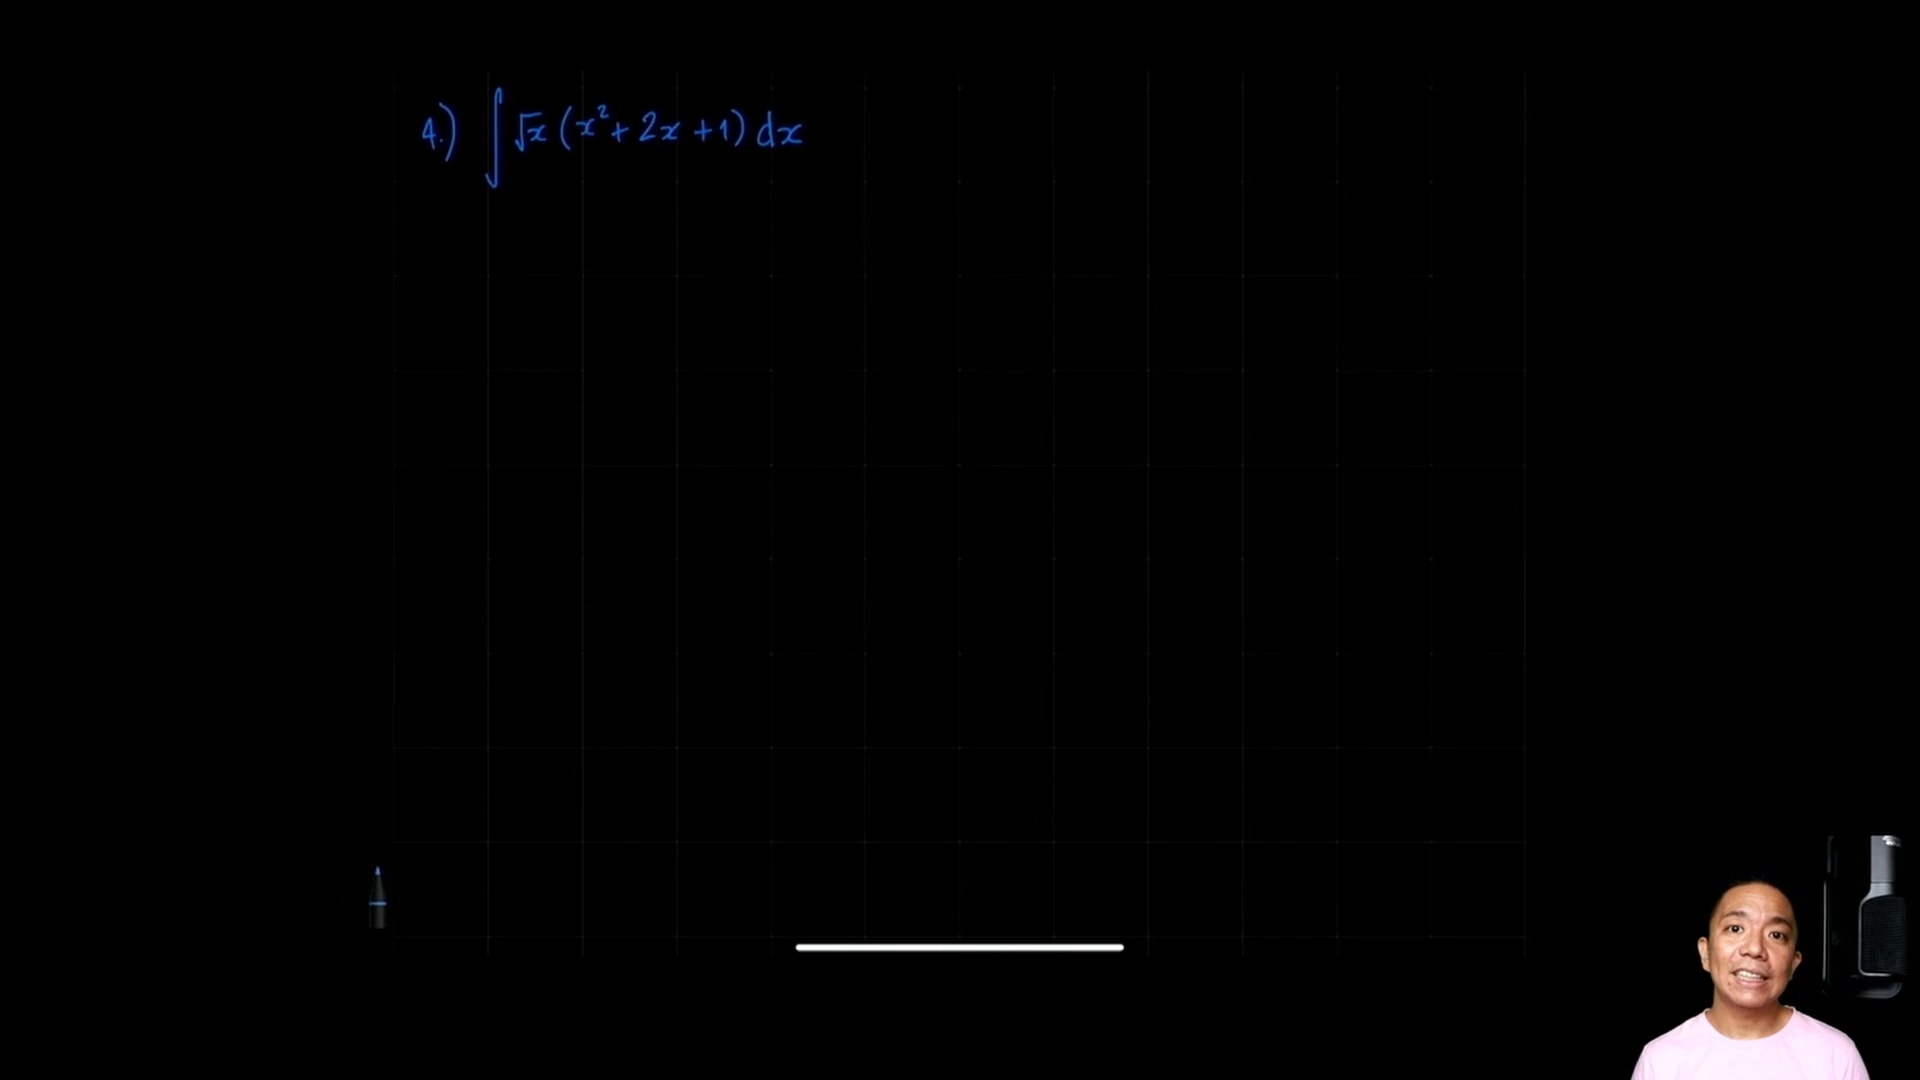 4.) ∫ √x (x² + 2x + 1) dx